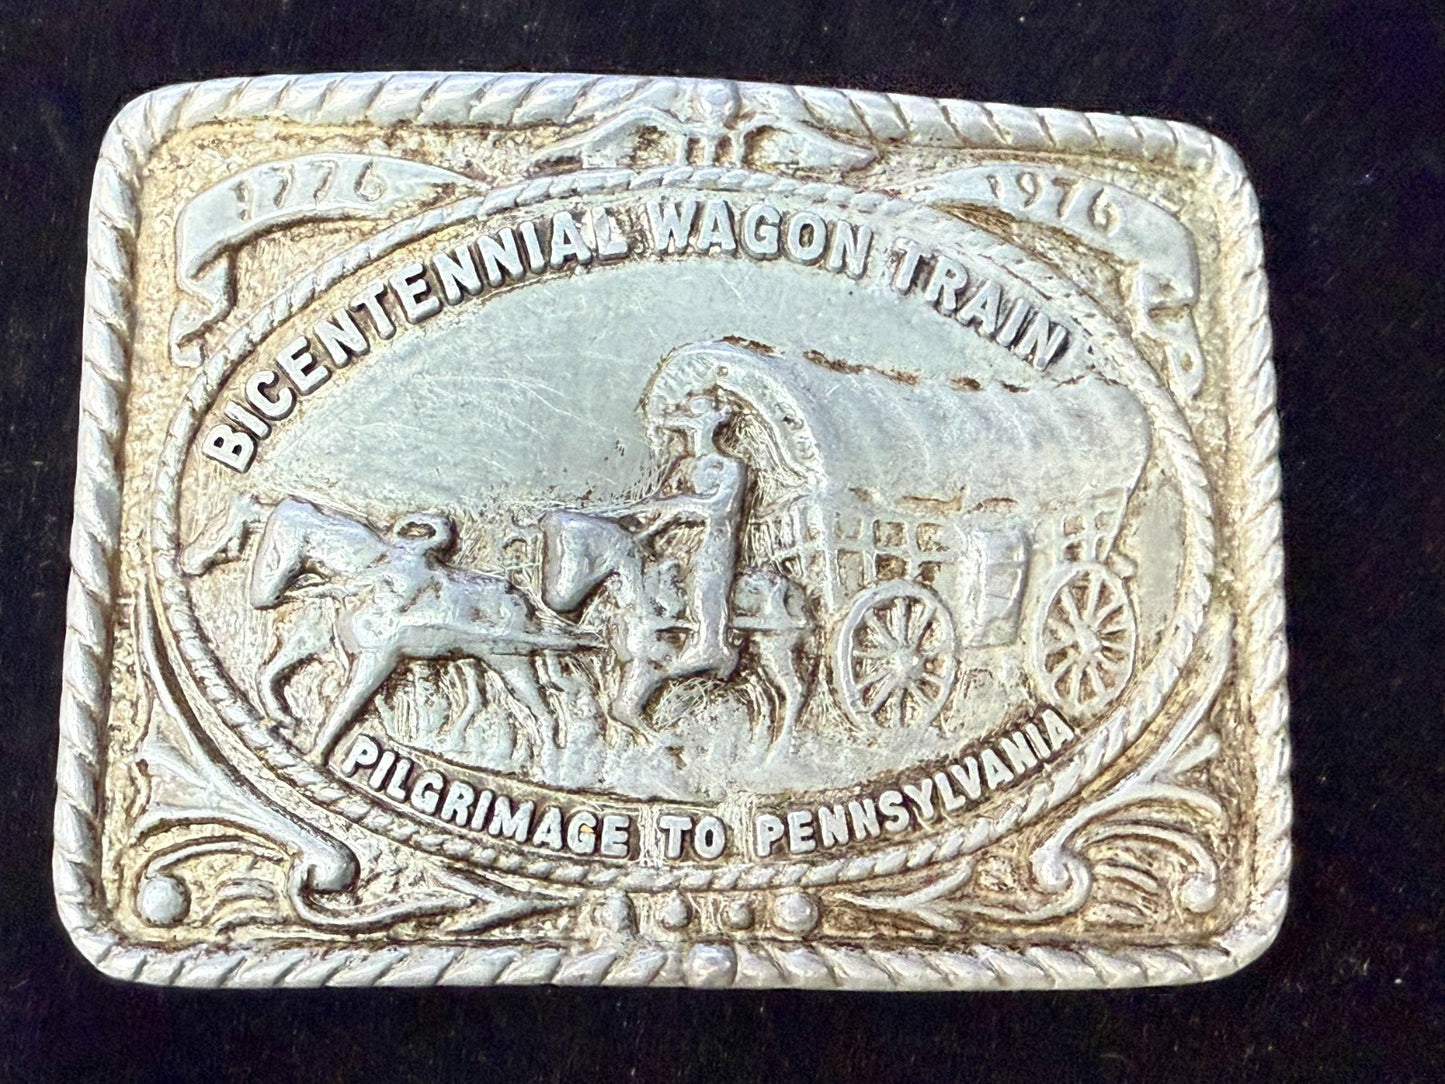 1776
1976
BICENTENNIAL WAGON TRAIN
PILGRIMAGE TO PENNSYLVANIA